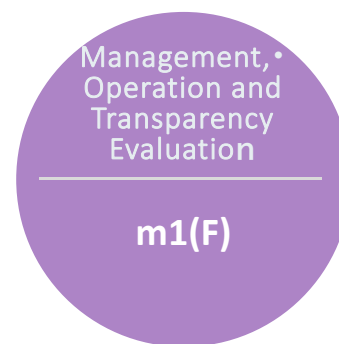 Management,•
Operation and
Transparency
Evaluation
m1(F)